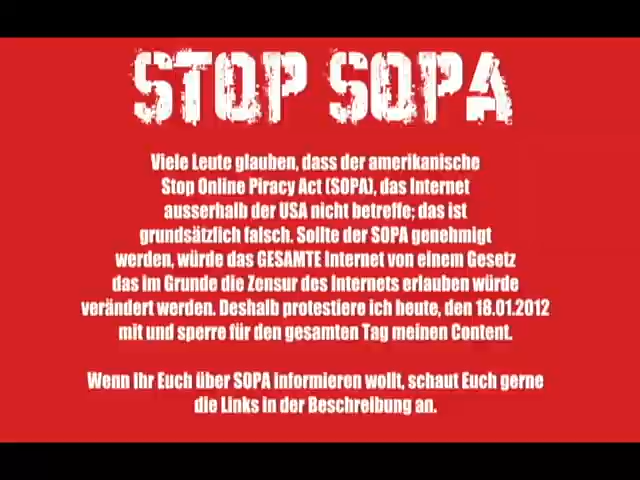 STOP SOPA
Viele Leute glauben, dass der amerikanische
Stop Online Piracy Act (SOPA), das Internet
ausserhalb der USA nicht betreffe; das ist
grundsätzlich falsch. Sollte der SOPA genehmigt
werden, würde das GESAMTE Internet von einem Gesetz
das im Grunde die Zensur des Internets erlauben würde
verändert werden. Deshalb protestiere ich heute, den 18.01.2012
mit und sperre für den gesamten Tag meinen Content.
Wenn Ihr Euch über SOPA informieren wollt, schaut Euch gerne
die Links in der Beschreibung an.